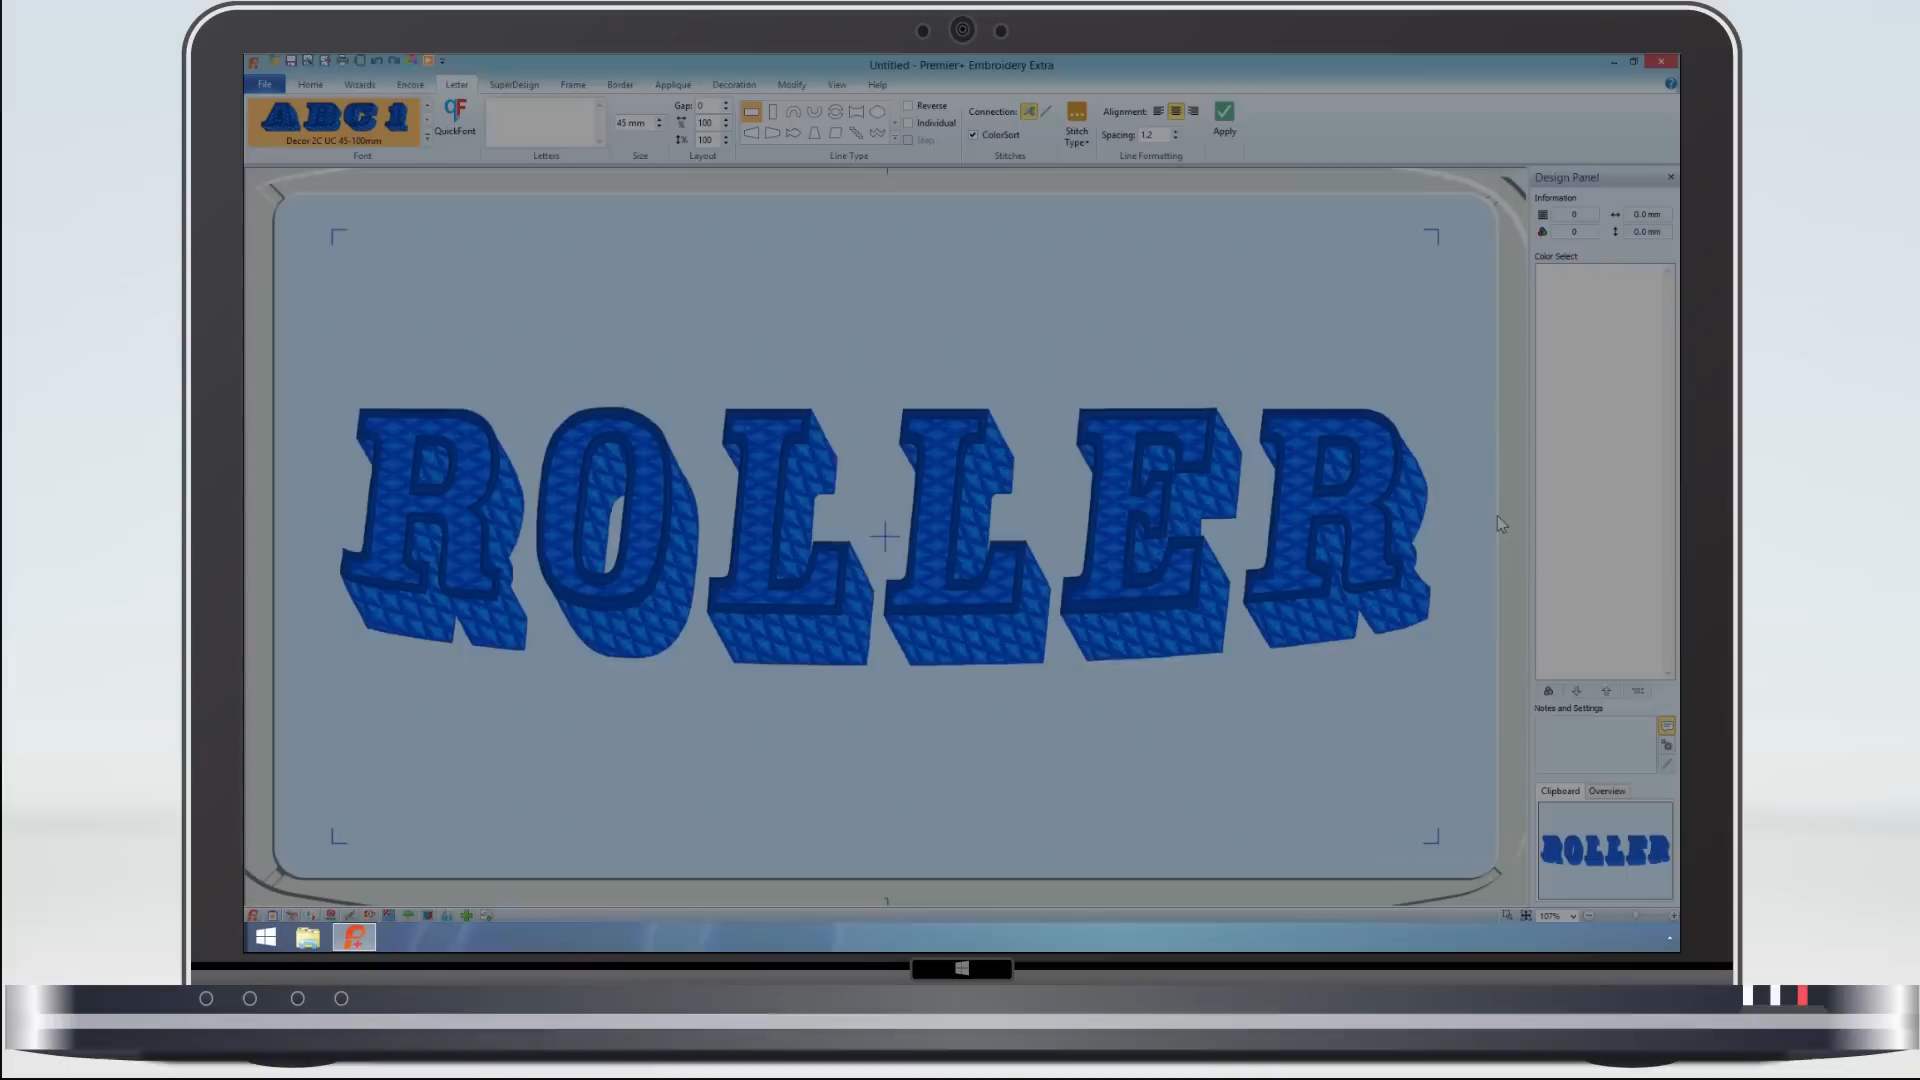 Untitled - Premier+ Embroidery Extra
File Home Wizards Encore Letter SuperDesign Frame Border Appliqué Decoration Modify View Help
ABC1
Decor 2C UC 45-100mm
Font
QuickFont
Letters
45 mm
Size
Gap: 0
100
100
Layout
Line Type
Reverse
Individual
Step
Connection:
ColorSort
Stitches
Stitch
Type
Alignment:
Spacing: 1.2
Line Formatting
Apply
ROLLER
Design Panel
Information
0 0.0 mm
0 0.0 mm
Color Select
Notes and Settings
Clipboard Overview
ROLLER
107%